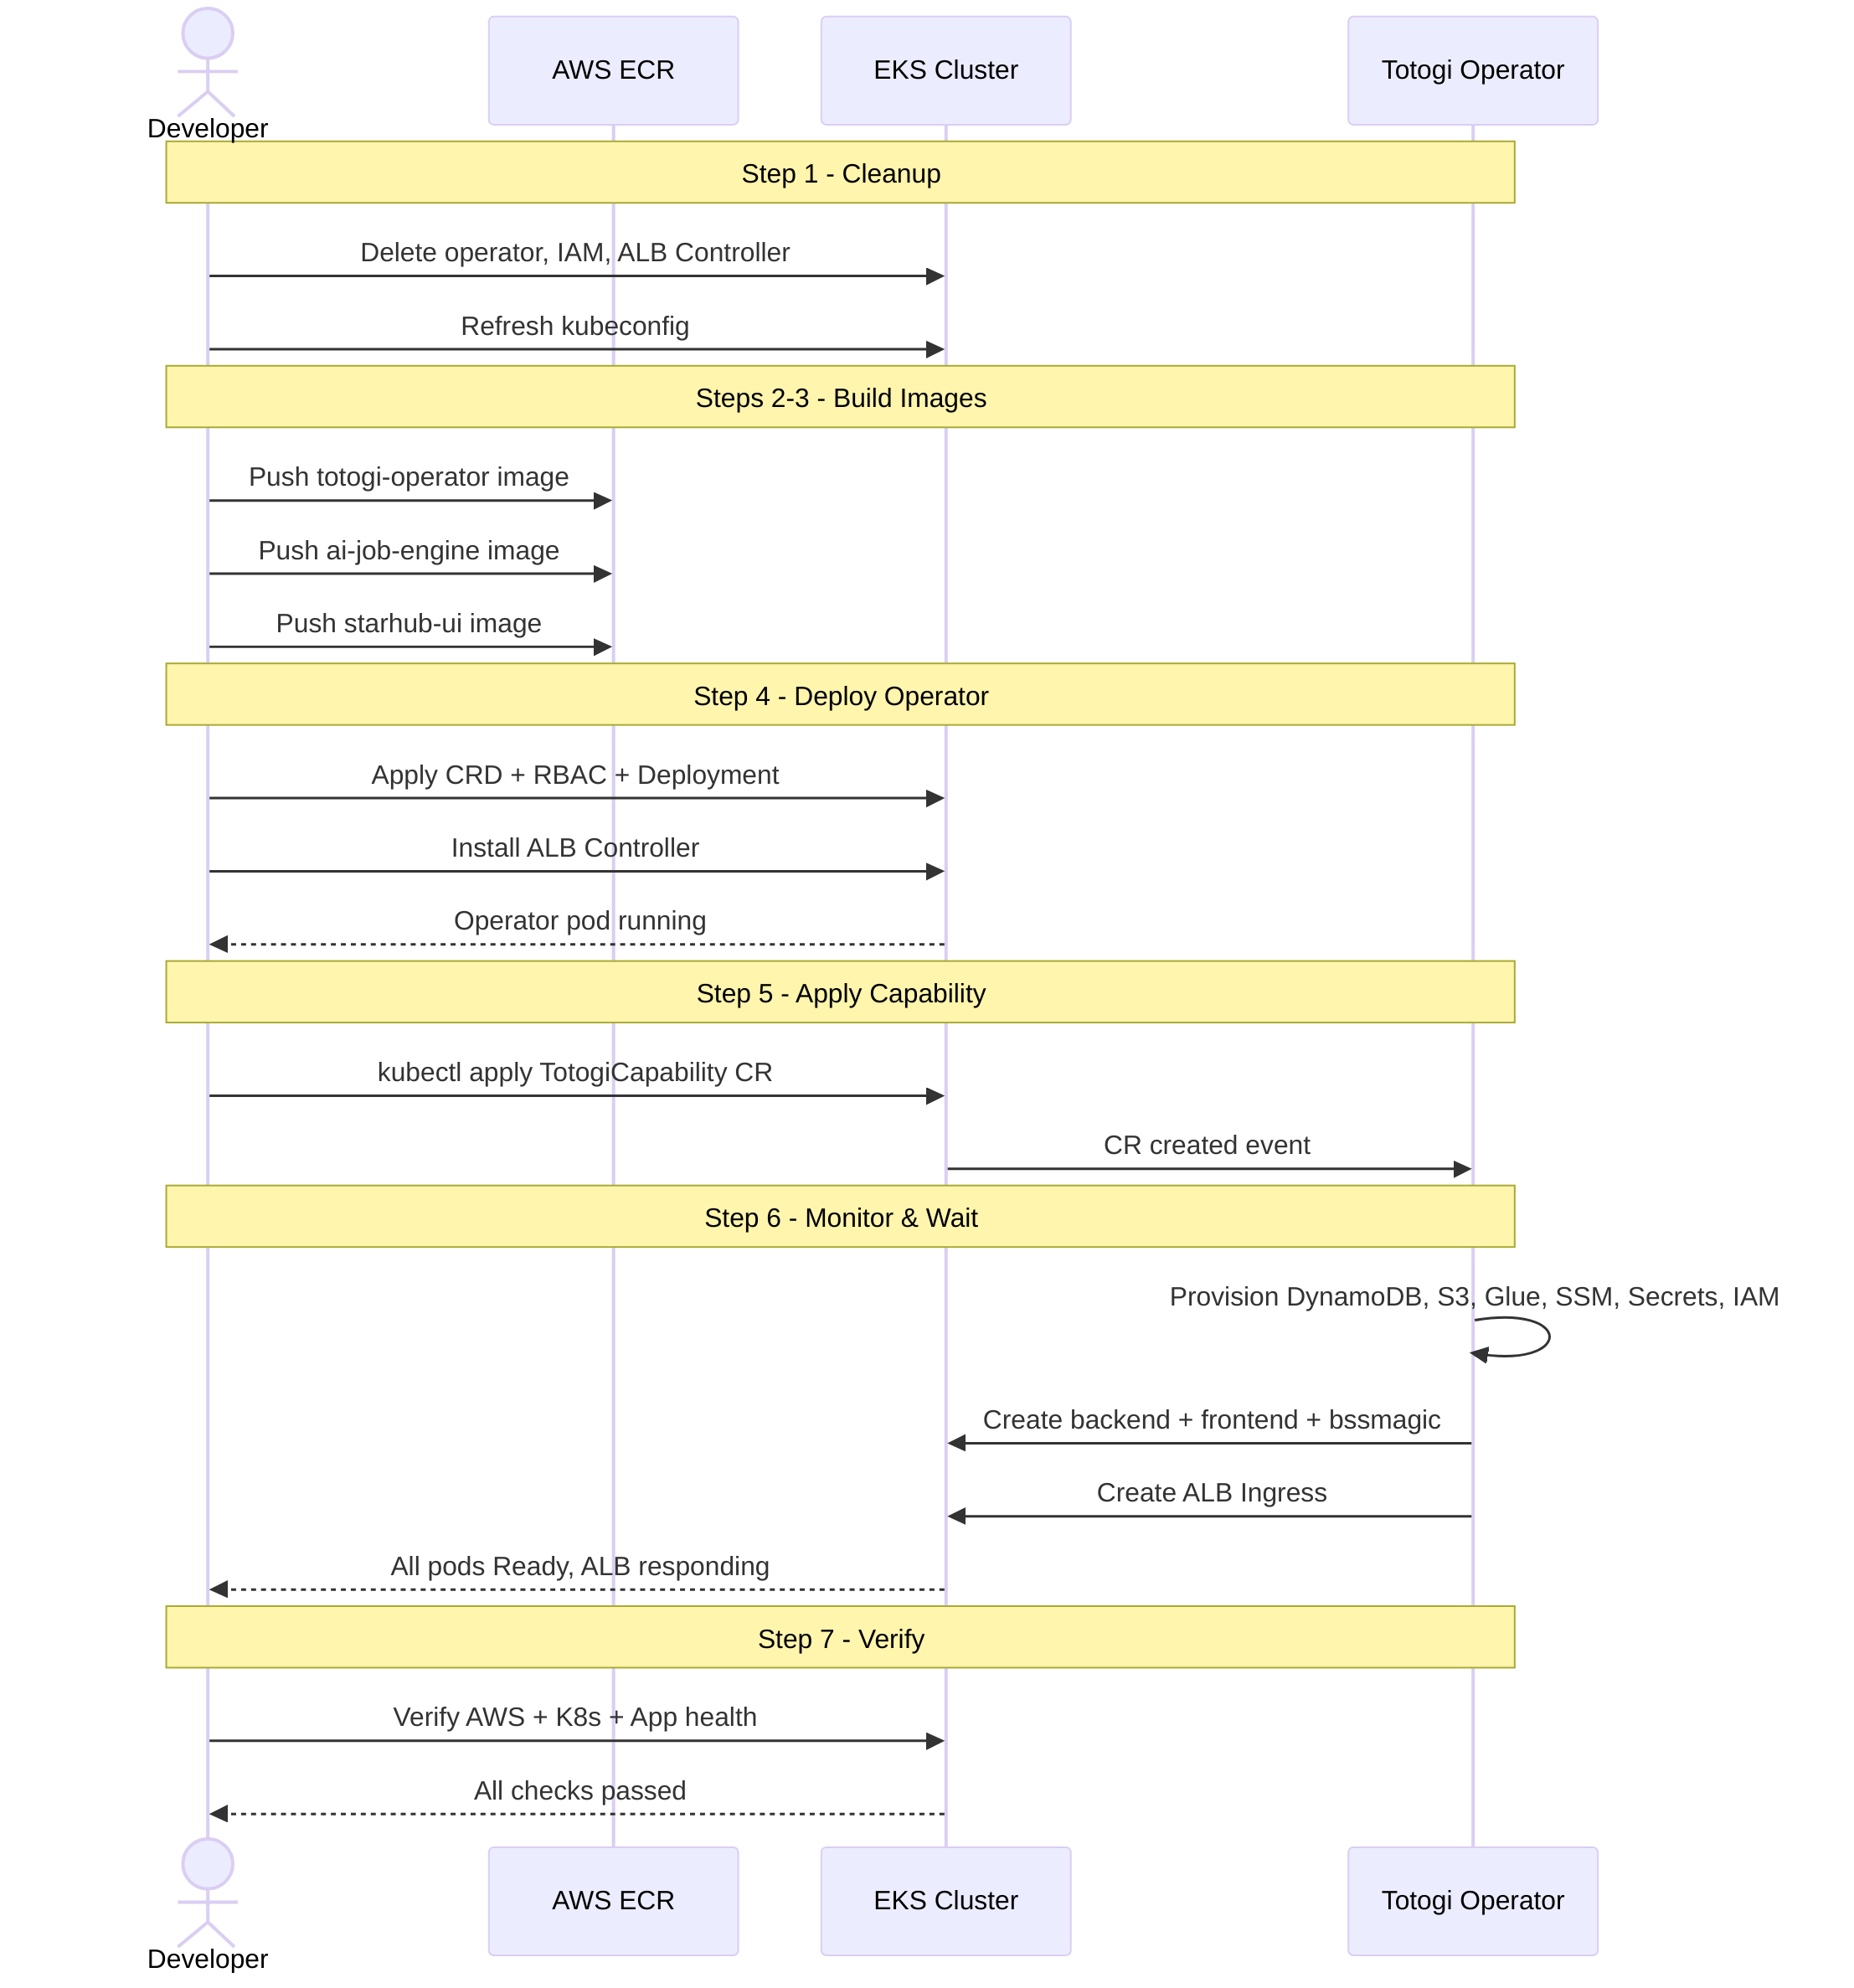 Developer
AWS ECR
EKS Cluster
Totogi Operator
Step 1 - Cleanup
Delete operator, IAM, ALB Controller
Refresh kubeconfig
Steps 2-3 - Build Images
Push totogi-operator image
Push ai-job-engine image
Push starhub-ui image
Step 4 - Deploy Operator
Apply CRD + RBAC + Deployment
Install ALB Controller
Operator pod running
Step 5 - Apply Capability
kubectl apply TotogiCapability CR
CR created event
Step 6 - Monitor & Wait
Provision DynamoDB, S3, Glue, SSM, Secrets, IAM
Create backend + frontend + bssmagic
Create ALB Ingress
All pods Ready, ALB responding
Step 7 - Verify
Verify AWS + K8s + App health
All checks passed
Developer
AWS ECR
EKS Cluster
Totogi Operator